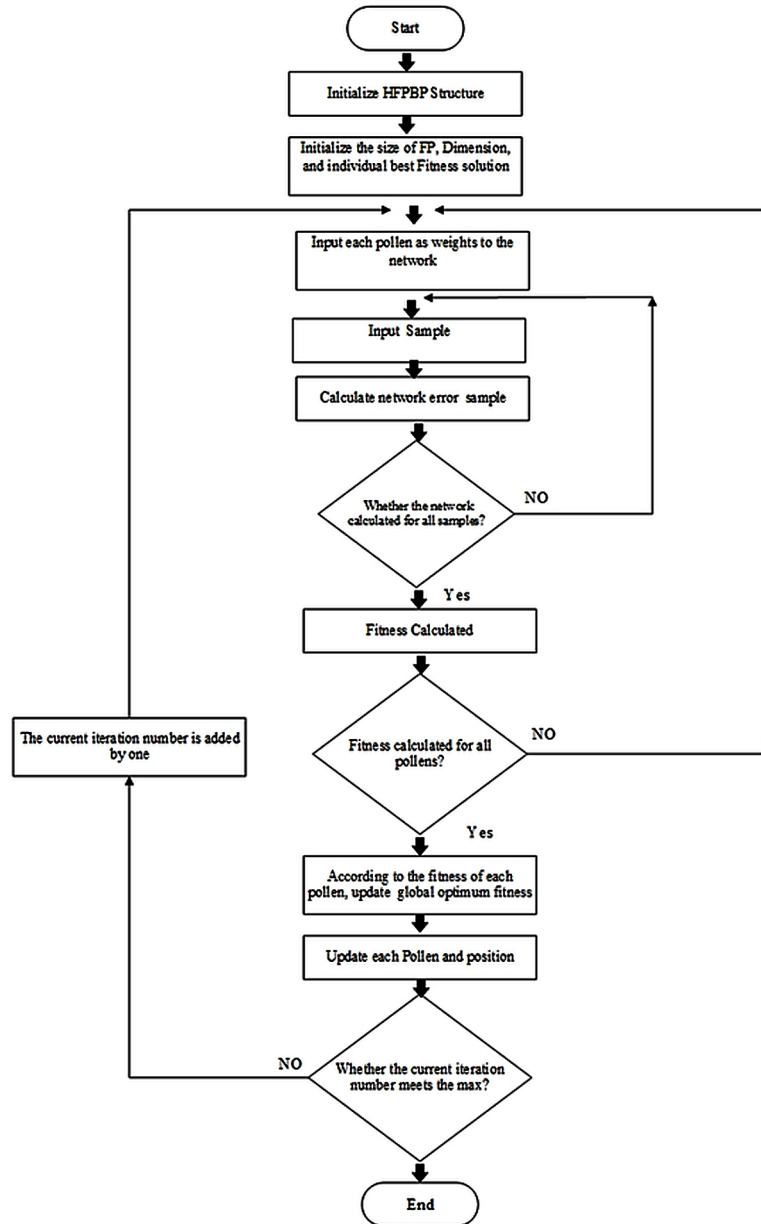 Start
Initialize HFPBP Structure
Initialize the size of FP, Dimension,
and individual best Fitness solution
Input each pollen as weights to the
network
Input Sample
Calculate network error sample
Whether the network
calculated for all samples?
NO
Yes
Fitness Calculated
Fitness calculated for all
pollens?
NO
Yes
The current iteration number is added
by one
According to the fitness of each
pollen, update global optimum fitness
Update each Pollen and position
Whether the current iteration
number meets the max?
NO
End